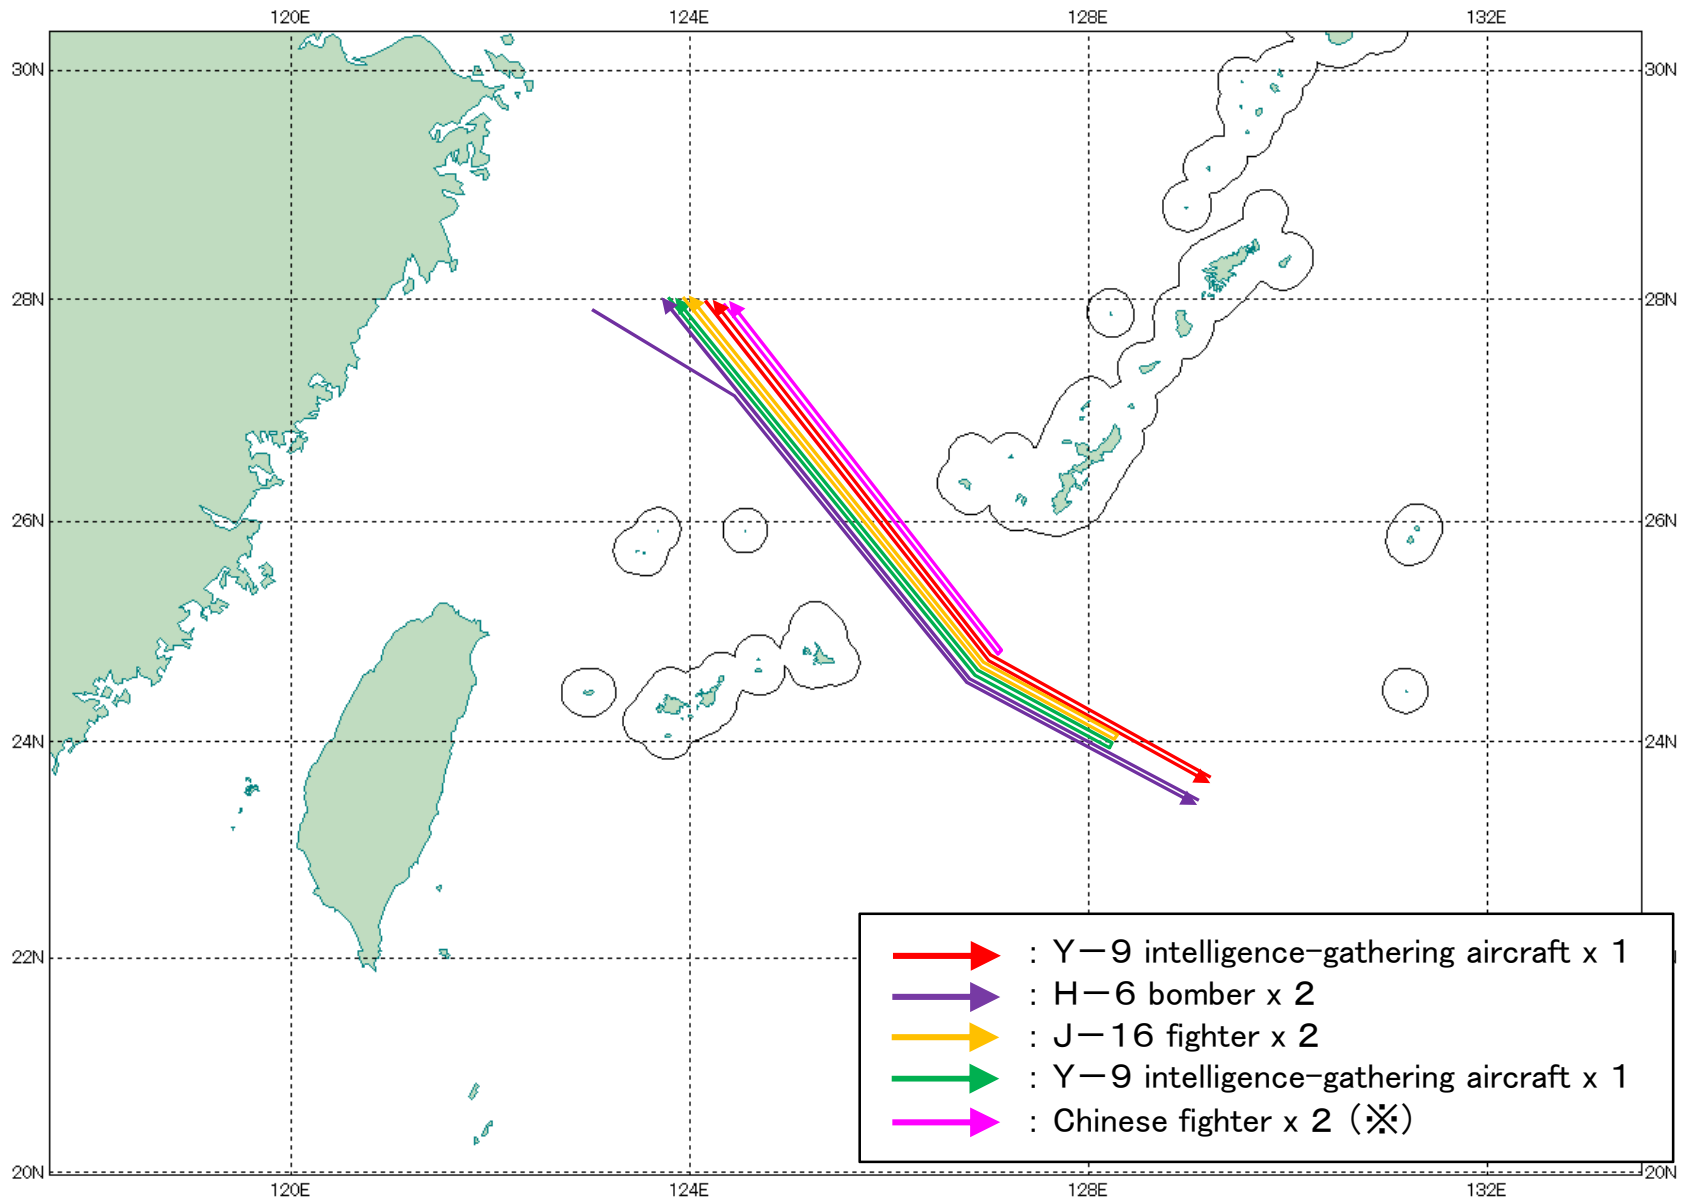 120E 124E 128E 132E
30N 30N
28N 28N
26N 26N
24N 24N
22N
20N 20N
120E 124E 128E 132E
: Y－9 intelligence-gathering aircraft x 1
: H－6 bomber x 2
: J－16 fighter x 2
: Y－9 intelligence-gathering aircraft x 1
: Chinese fighter x 2 (※)